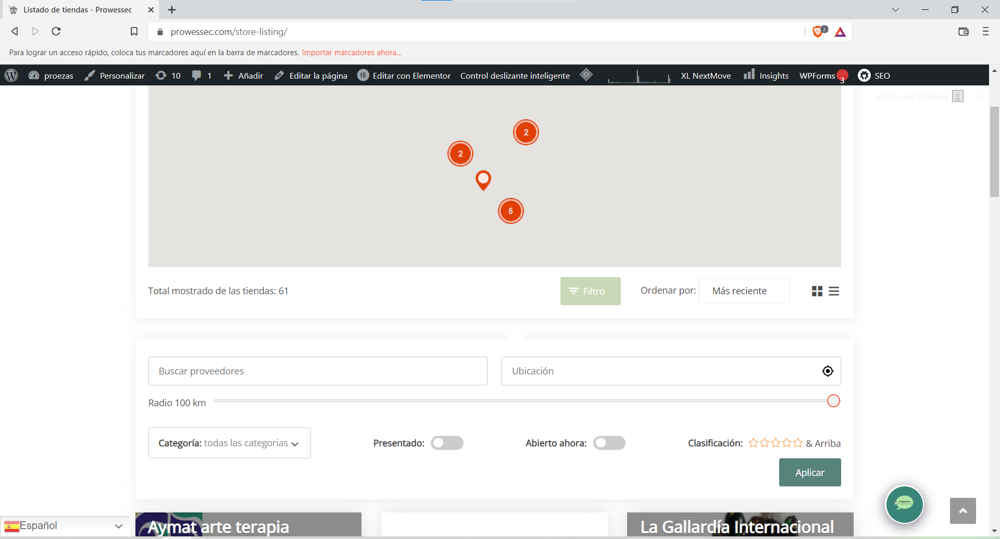 Listado de tiendas - Prowessec
prowessec.com/store-listing/
2
Para lograr un acceso rápido, coloca tus marcadores aquí en la barra de marcadores. Importar marcadores ahora...
proezas Personalizar 10 1 Añadir Editar la página Editar con Elementor Control deslizante inteligente XL NextMove Insights WPForms 3 SEO
Hola, Luis Simbana
2
2
5
Total mostrado de las tiendas: 61
Filtro
Ordenar por: Más reciente
Buscar proveedores
Ubicación
Radio 100 km
Categoría: todas las categorias
Presentado:
Abierto ahora:
Clasificación: & Arriba
Aplicar
Español
Aymat arte terapia
La Gallardía Internacional